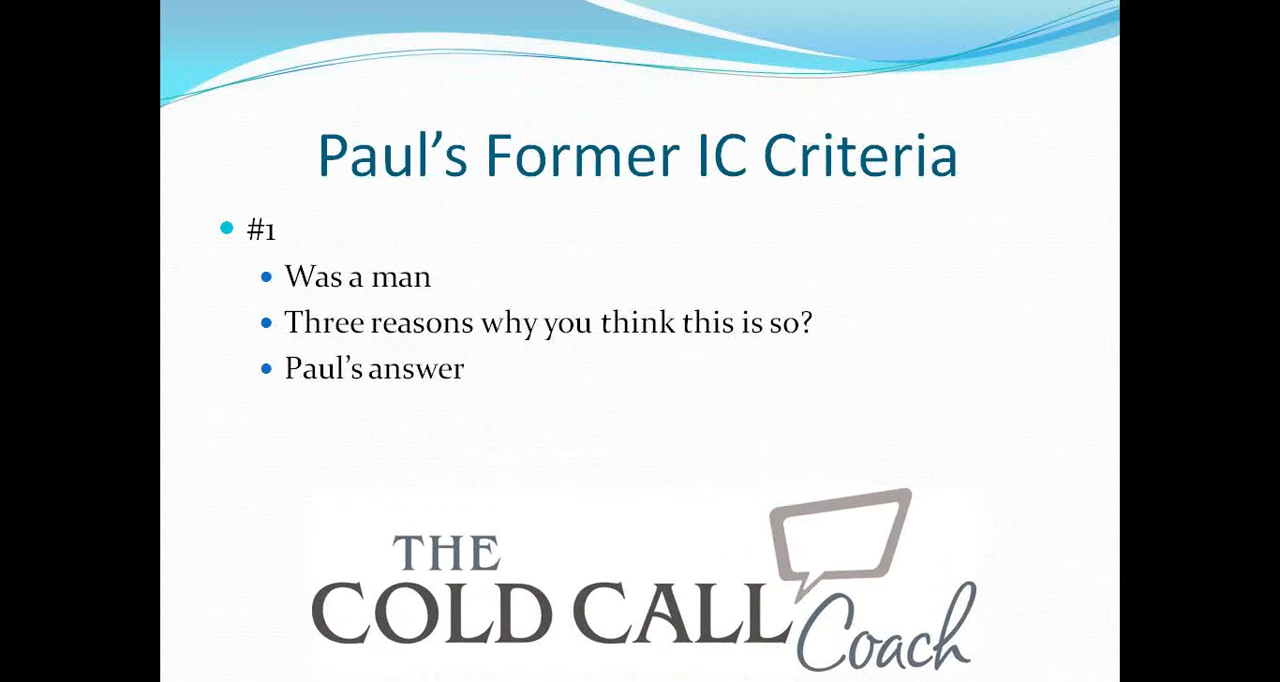 Paul’s Former IC Criteria
#1
Was a man
Three reasons why you think this is so?
Paul’s answer
THE
COLD CALL
Coach